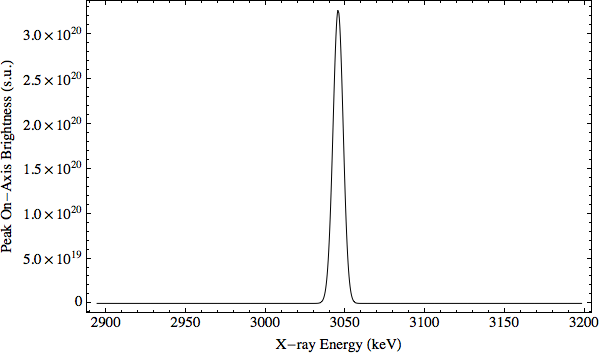 Peak On−Axis Brightness (s.u.)
3.0×10²⁰
2.5×10²⁰
2.0×10²⁰
1.5×10²⁰
1.0×10²⁰
5.0×10¹⁹
0
2900 2950 3000 3050 3100 3150 3200
X−ray Energy (keV)